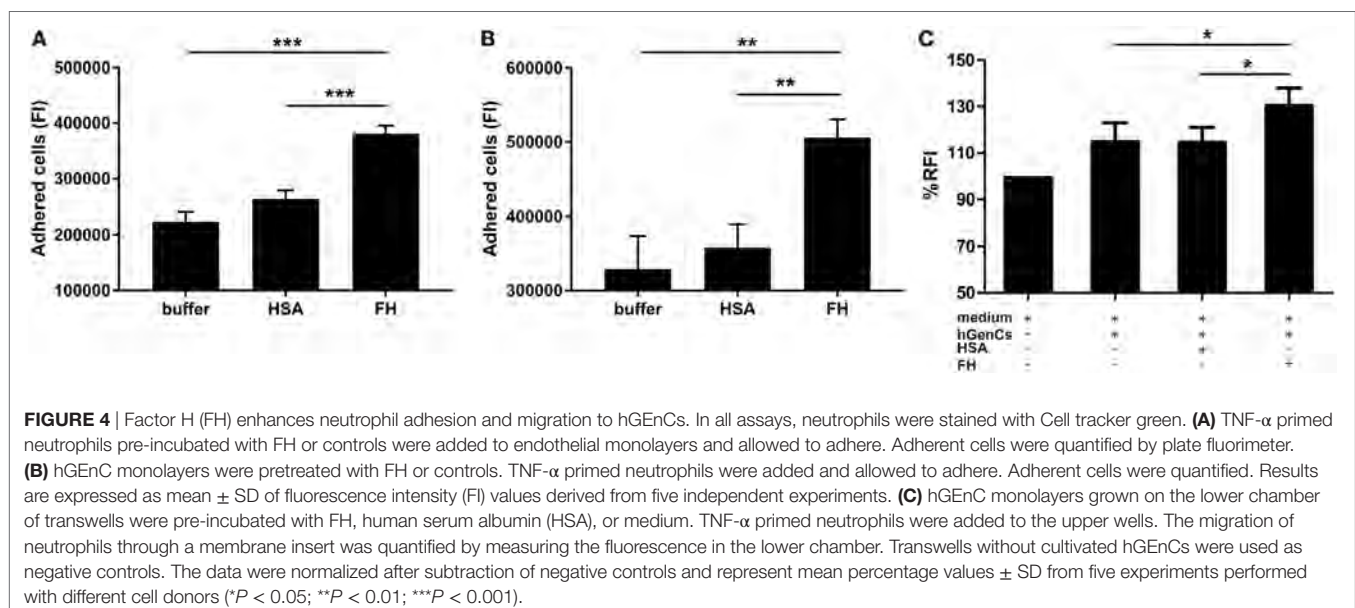 A
***
***
500000
400000
300000
200000
100000
Adhered cells (FI)
buffer HSA FH
B
**
**
600000
500000
400000
300000
Adhered cells (FI)
buffer HSA FH
C
*
*
150
130
110
90
70
50
%RFI
medium + + + +
hGenCs - + + +
HSA - - + -
FH - - - +
FIGURE 4 | Factor H (FH) enhances neutrophil adhesion and migration to hGEnCs. In all assays, neutrophils were stained with Cell tracker green. (A) TNF-α primed
neutrophils pre-incubated with FH or controls were added to endothelial monolayers and allowed to adhere. Adherent cells were quantified by plate fluorimeter.
(B) hGEnC monolayers were pretreated with FH or controls. TNF-α primed neutrophils were added and allowed to adhere. Adherent cells were quantified. Results
are expressed as mean ± SD of fluorescence intensity (FI) values derived from five independent experiments. (C) hGEnC monolayers grown on the lower chamber
of transwells were pre-incubated with FH, human serum albumin (HSA), or medium. TNF-α primed neutrophils were added to the upper wells. The migration of
neutrophils through a membrane insert was quantified by measuring the fluorescence in the lower chamber. Transwells without cultivated hGEnCs were used as
negative controls. The data were normalized after subtraction of negative controls and represent mean percentage values ± SD from five experiments performed
with different cell donors (*P < 0.05; **P < 0.01; ***P < 0.001).